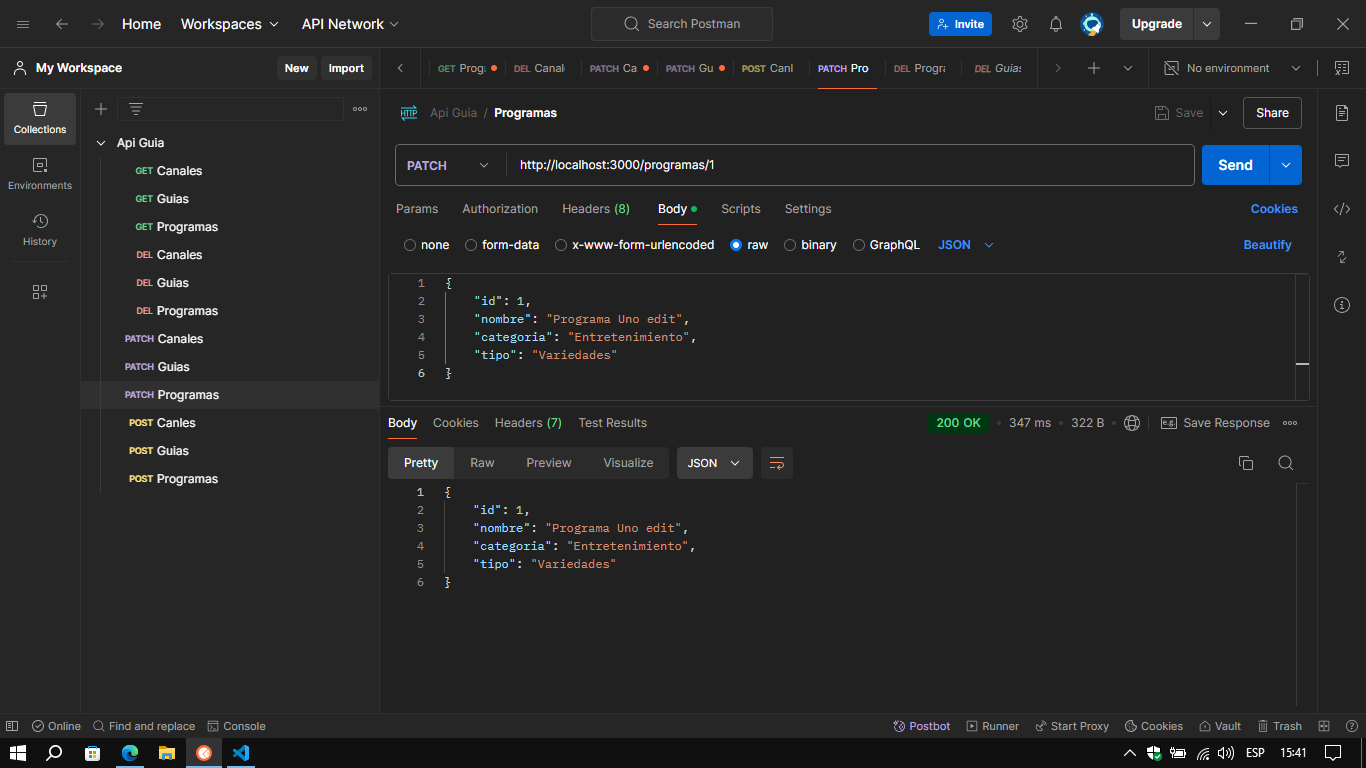 Home Workspaces API Network Search Postman Invite Upgrade
My Workspace New Import
GET Progr DEL Canale PATCH Ca PATCH Gu POST Canl PATCH Pro DEL Progra DEL Guias No environment
Collections
Environments
History
Api Guia
GET Canales
GET Guias
GET Programas
DEL Canales
DEL Guias
DEL Programas
PATCH Canales
PATCH Guias
PATCH Programas
POST Canles
POST Guias
POST Programas
HTTP Api Guia / Programas Save Share
PATCH http://localhost:3000/programas/1 Send
Params Authorization Headers (8) Body Scripts Settings Cookies
none form-data x-www-form-urlencoded raw binary GraphQL JSON Beautify
1 {
2 "id": 1,
3 "nombre": "Programa Uno edit",
4 "categoria": "Entretenimiento",
5 "tipo": "Variedades"
6 }
Body Cookies Headers (7) Test Results 200 OK 347 ms 322 B e.g. Save Response
Pretty Raw Preview Visualize JSON
1 {
2 "id": 1,
3 "nombre": "Programa Uno edit",
4 "categoria": "Entretenimiento",
5 "tipo": "Variedades"
6 }
Online Find and replace Console Postbot Runner Start Proxy Cookies Vault Trash
ESP 15:41